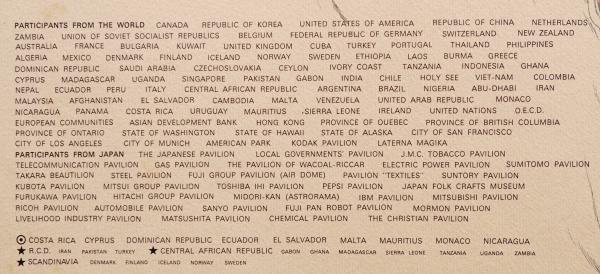 PARTICIPANTS FROM THE WORLD CANADA REPUBLIC OF KOREA UNITED STATES OF AMERICA REPUBLIC OF CHINA NETHERLANDS
ZAMBIA UNION OF SOVIET SOCIALIST REPUBLICS BELGIUM FEDERAL REPUBLIC OF GERMANY SWITZERLAND NEW ZEALAND
AUSTRALIA FRANCE BULGARIA KUWAIT UNITED KINGDOM CUBA TURKEY PORTUGAL THAILAND PHILIPPINES
ALGERIA MEXICO DENMARK FINLAND ICELAND NORWAY SWEDEN ETHIOPIA LAOS BURMA GREECE
DOMINICAN REPUBLIC SAUDI ARABIA CZECHOSLOVAKIA CEYLON IVORY COAST TANZANIA INDONESIA GHANA
CYPRUS MADAGASCAR UGANDA SINGAPORE PAKISTAN GABON INDIA CHILE HOLY SEE VIET-NAM COLOMBIA
NEPAL ECUADOR PERU ITALY CENTRAL AFRICAN REPUBLIC ARGENTINA BRAZIL NIGERIA ABU-DHABI IRAN
MALAYSIA AFGHANISTAN EL SALVADOR CAMBODIA MALTA VENEZUELA UNITED ARAB REPUBLIC MONACO
NICARAGUA PANAMA COSTA RICA URUGUAY MAURITIUS SIERRA LEONE IRELAND UNITED NATIONS O.E.C.D.
EUROPEAN COMMUNITIES ASIAN DEVELOPMENT BANK HONG KONG PROVINCE OF QUEBEC PROVINCE OF BRITISH COLUMBIA
PROVINCE OF ONTARIO STATE OF WASHINGTON STATE OF HAWAII STATE OF ALASKA CITY OF SAN FRANCISCO
CITY OF LOS ANGELES CITY OF MUNICH AMERICAN PARK KODAK PAVILION LATERNA MAGIKA
PARTICIPANTS FROM JAPAN THE JAPANESE PAVILION LOCAL GOVERNMENTS' PAVILION J.M.C. TOBACCO PAVILION
TELECOMMUNICATION PAVILION GAS PAVILION THE PAVILION OF WACOAL-RICCAR ELECTRIC POWER PAVILION SUMITOMO PAVILION
TAKARA BEAUTILION STEEL PAVILION FUJI GROUP PAVILION (AIR DOME) PAVILION "TEXTILES" SUNTORY PAVILION
KUBOTA PAVILION MITSUI GROUP PAVILION TOSHIBA IHI PAVILION PEPSI PAVILION JAPAN FOLK CRAFTS MUSEUM
FURUKAWA PAVILION HITACHI GROUP PAVILION MIDORI-KAN (ASTRORAMA) IBM PAVILION MITSUBISHI PAVILION
RICOH PAVILION AUTOMOBILE PAVILION SANYO PAVILION FUJI PAN ROBOT PAVILION MORMON PAVILION
LIVELIHOOD INDUSTRY PAVILION MATSUSHITA PAVILION CHEMICAL PAVILION THE CHRISTIAN PAVILION
COSTA RICA CYPRUS DOMINICAN REPUBLIC ECUADOR EL SALVADOR MALTA MAURITIUS MONACO NICARAGUA
★ R.C.D. IRAN PAKISTAN TURKEY ★ CENTRAL AFRICAN REPUBLIC GABON GHANA MADAGASCAR SIERRA LEONE TANZANIA UGANDA ZAMBIA
★ SCANDINAVIA DENMARK FINLAND ICELAND NORWAY SWEDEN